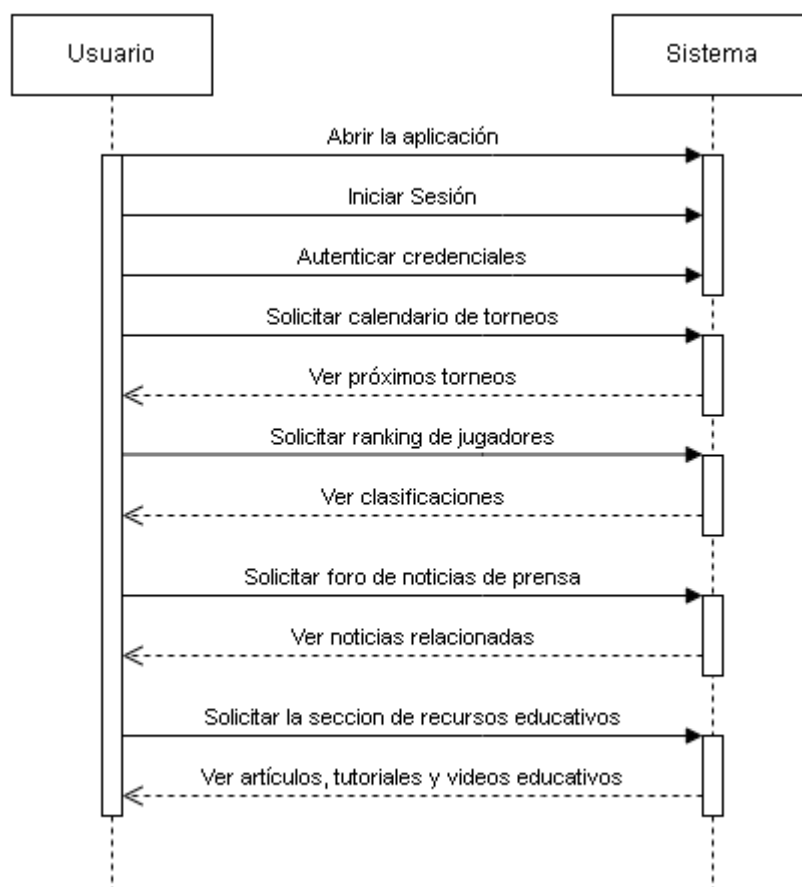 Usuario
Sistema
Abrir la aplicación
Iniciar Sesión
Autenticar credenciales
Solicitar calendario de torneos
Ver próximos torneos
Solicitar ranking de jugadores
Ver clasificaciones
Solicitar foro de noticias de prensa
Ver noticias relacionadas
Solicitar la seccion de recursos educativos
Ver artículos, tutoriales y videos educativos